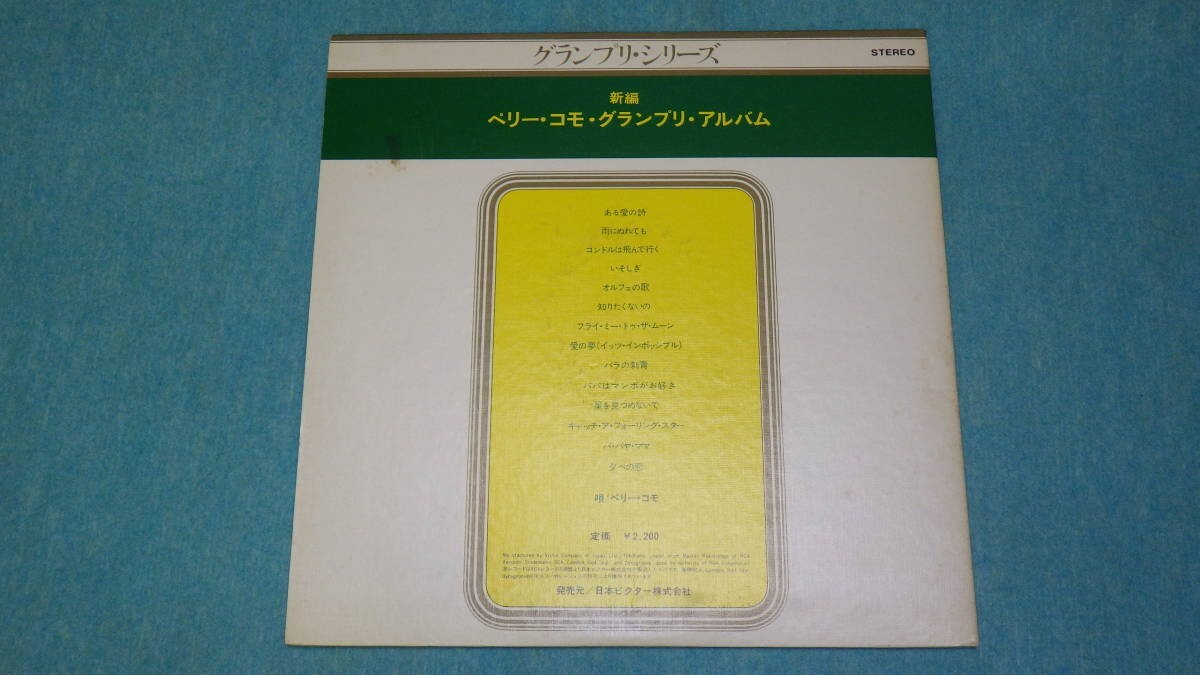 グランプリ・シリーズ
STEREO
新編
ペリー・コモ・グランプリ・アルバム
ある愛の詩
雨にぬれても
コンドルは飛んで行く
いそしぎ
オルフェの歌
知りたくないの
フライ・ミー・トゥ・ザ・ムーン
愛の夢(イッツ・インポッシブル)
バラの刺青
パパはマンボがお好き
星を見つめないで
キャッチ・ア・フォーリング・スター
パ・パヤ・ママ
夕べの恋
唄/ペリー・コモ
定価 ¥2,200
発売元/日本ビクター株式会社